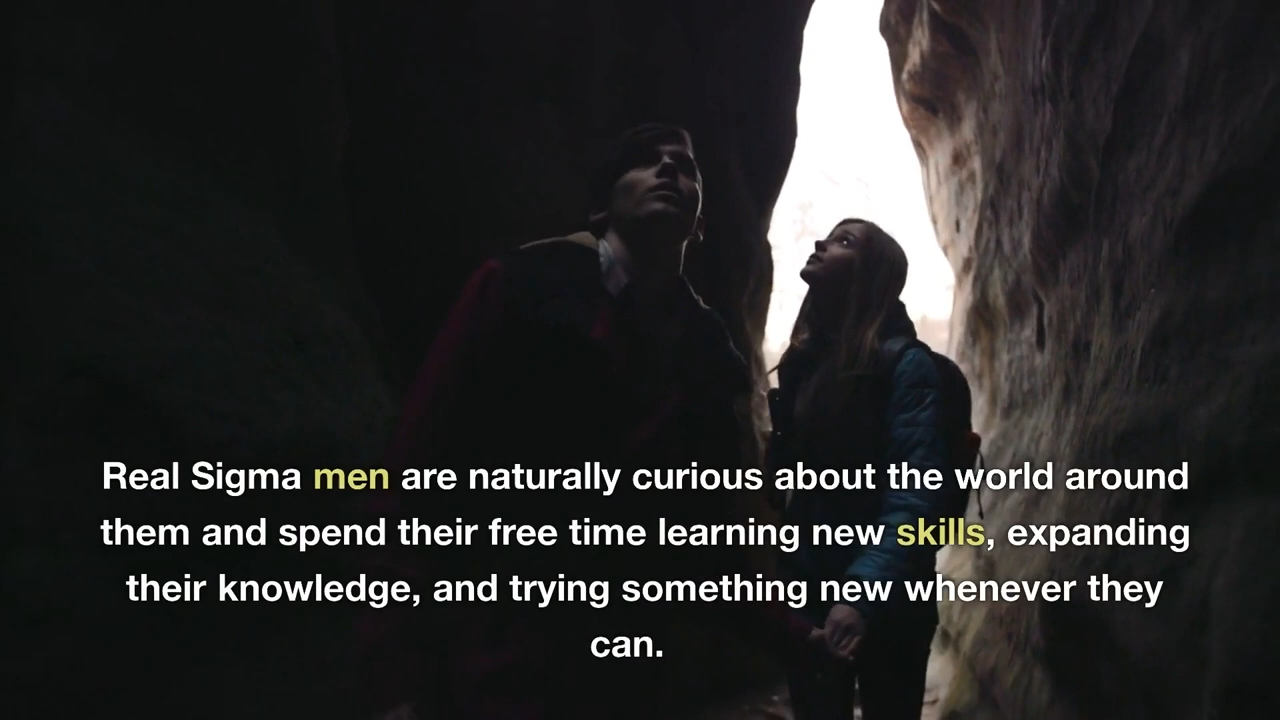 Real Sigma men are naturally curious about the world around
them and spend their free time learning new skills, expanding
their knowledge, and trying something new whenever they
can.